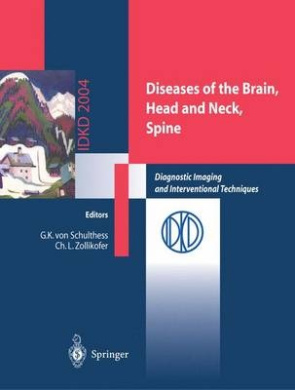 IDKD 2004
Diseases of the Brain,
Head and Neck,
Spine
Diagnostic Imaging
and Interventional Techniques
Editors
G.K. von Schulthess
Ch. L. Zollikofer
IDKD
Springer